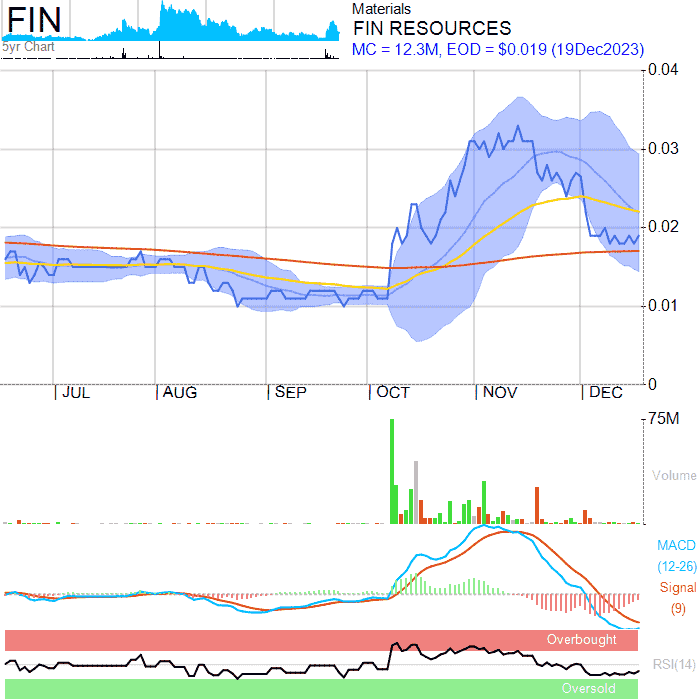 FIN
5yr Chart
Materials
FIN RESOURCES
MC = 12.3M, EOD = $0.019 (19Dec2023)
0.04
0.03
0.02
0.01
0
JUL AUG SEP OCT NOV DEC
75M
Volume
MACD
(12-26)
Signal
(9)
Overbought
RSI(14)
Oversold